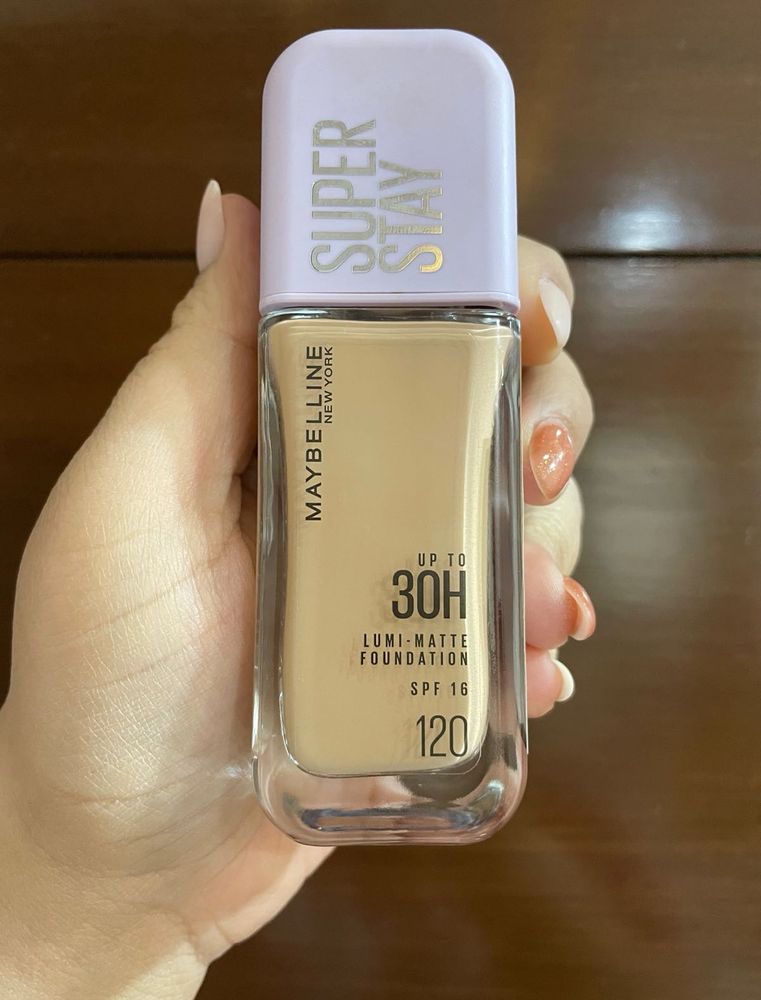 SUPER
STAY
MAYBELLINE
NEW YORK
UP TO
30H
LUMI-MATTE
FOUNDATION
SPF 16
120